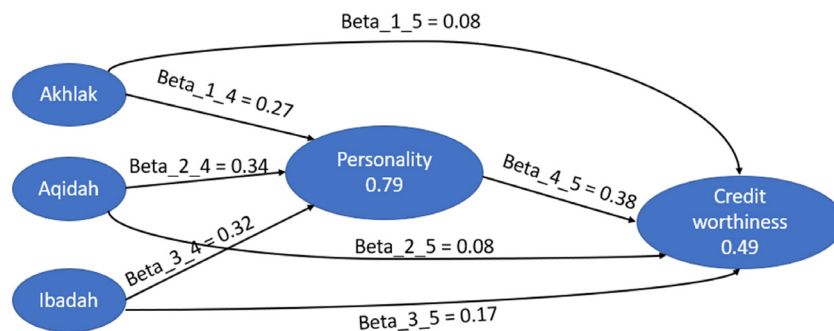 Beta_1_5 = 0.08
Akhlak
Beta_1_4 = 0.27
Aqidah
Beta_2_4 = 0.34
Personality
0.79
Beta_4_5 = 0.38
Credit
worthiness
0.49
Beta_3_4 = 0.32
Beta_2_5 = 0.08
Ibadah
Beta_3_5 = 0.17